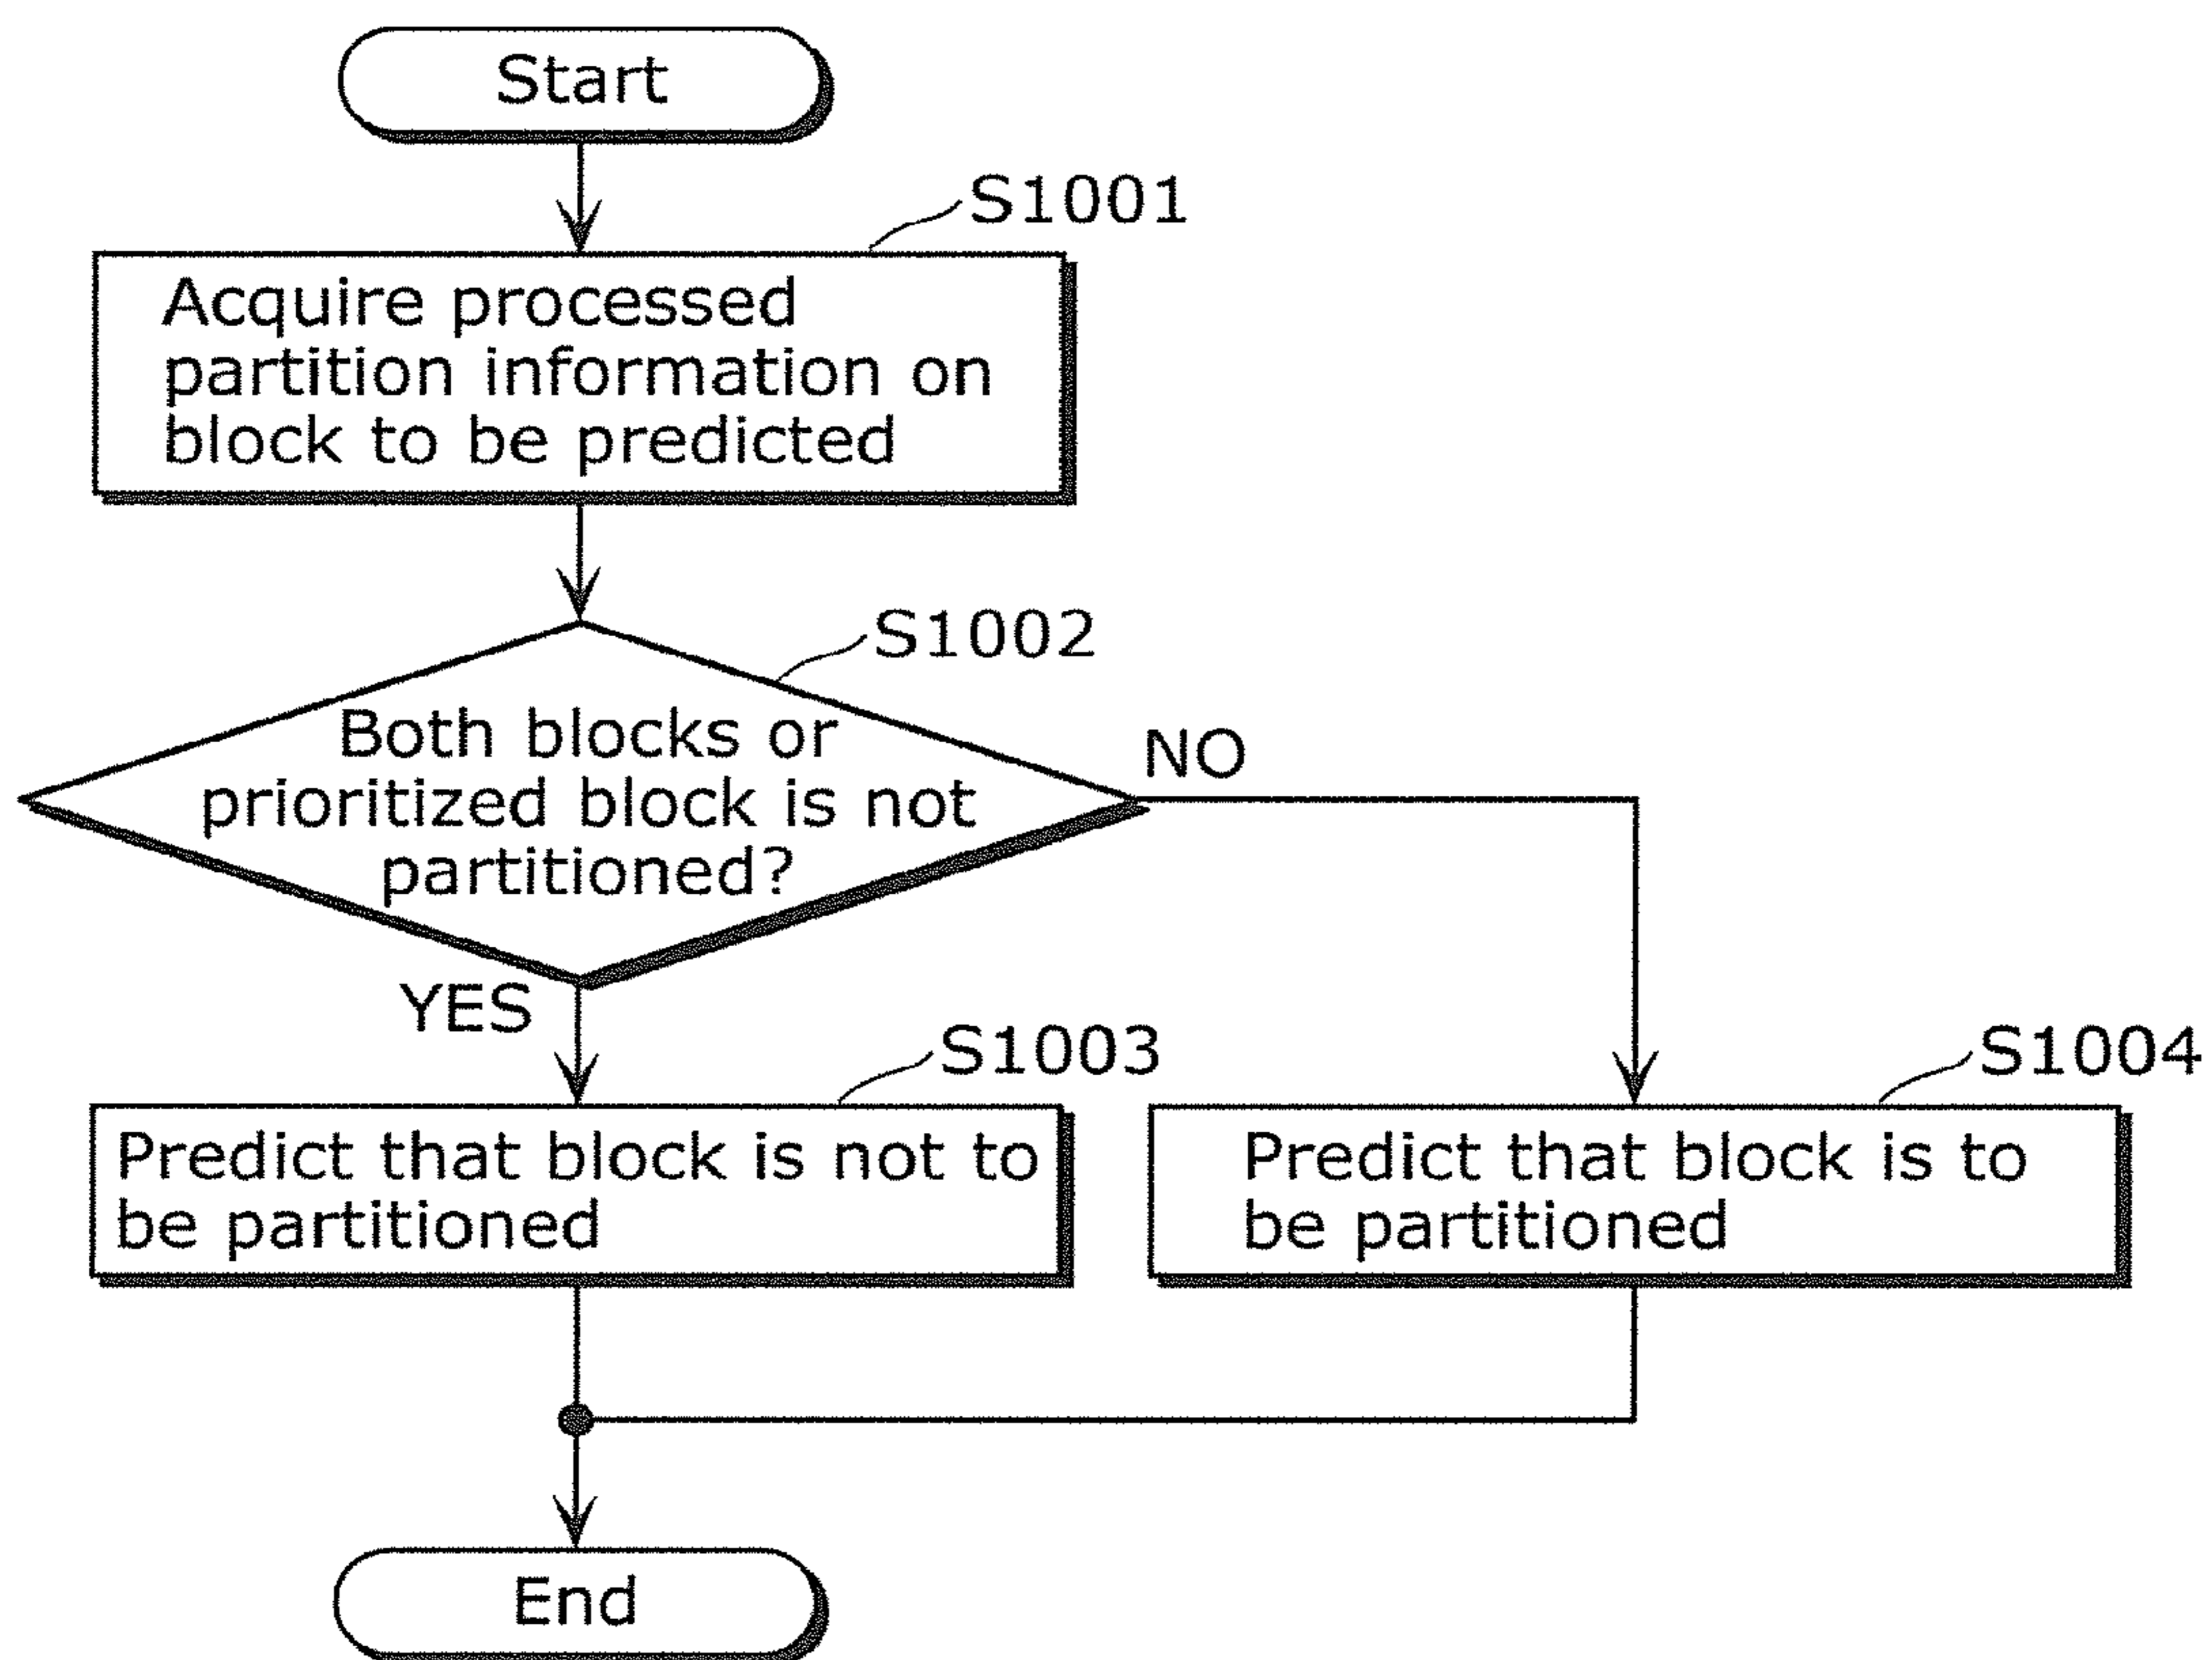 Start
S1001
Acquire processed
partition information on
block to be predicted
S1002
Both blocks or
prioritized block is not
partitioned?
NO
YES
S1003
Predict that block is not to
be partitioned
S1004
Predict that block is to
be partitioned
End